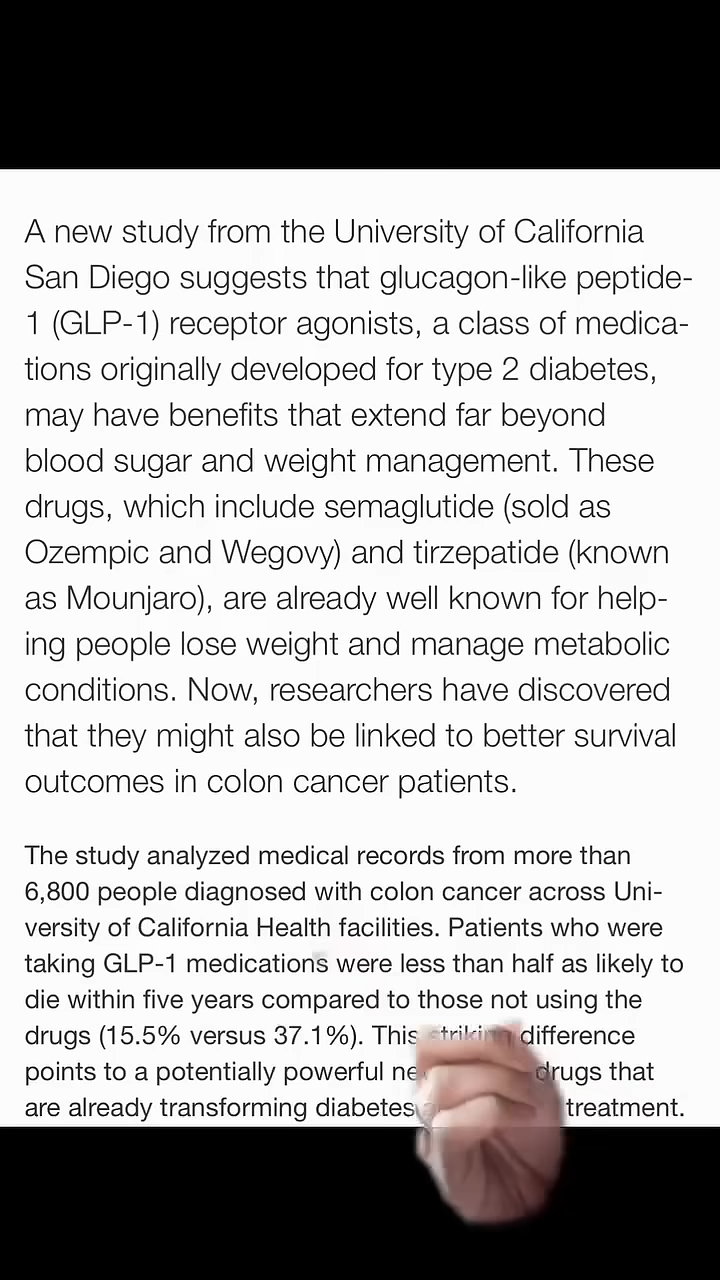 A new study from the University of California
San Diego suggests that glucagon-like peptide-
1 (GLP-1) receptor agonists, a class of medica-
tions originally developed for type 2 diabetes,
may have benefits that extend far beyond
blood sugar and weight management. These
drugs, which include semaglutide (sold as
Ozempic and Wegovy) and tirzepatide (known
as Mounjaro), are already well known for help-
ing people lose weight and manage metabolic
conditions. Now, researchers have discovered
that they might also be linked to better survival
outcomes in colon cancer patients.
The study analyzed medical records from more than
6,800 people diagnosed with colon cancer across Uni-
versity of California Health facilities. Patients who were
taking GLP-1 medications were less than half as likely to
die within five years compared to those not using the
drugs (15.5% versus 37.1%). This striking difference
points to a potentially powerful drugs that
are already transforming diabetes treatment.